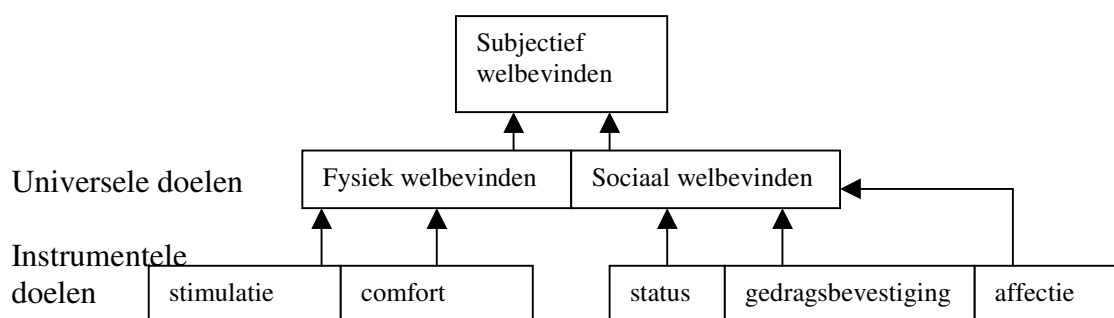 Subjectief
welbevinden
Universele doelen
Fysiek welbevinden
Sociaal welbevinden
Instrumentele
doelen
stimulatie
comfort
status
gedragsbevestiging
affectie